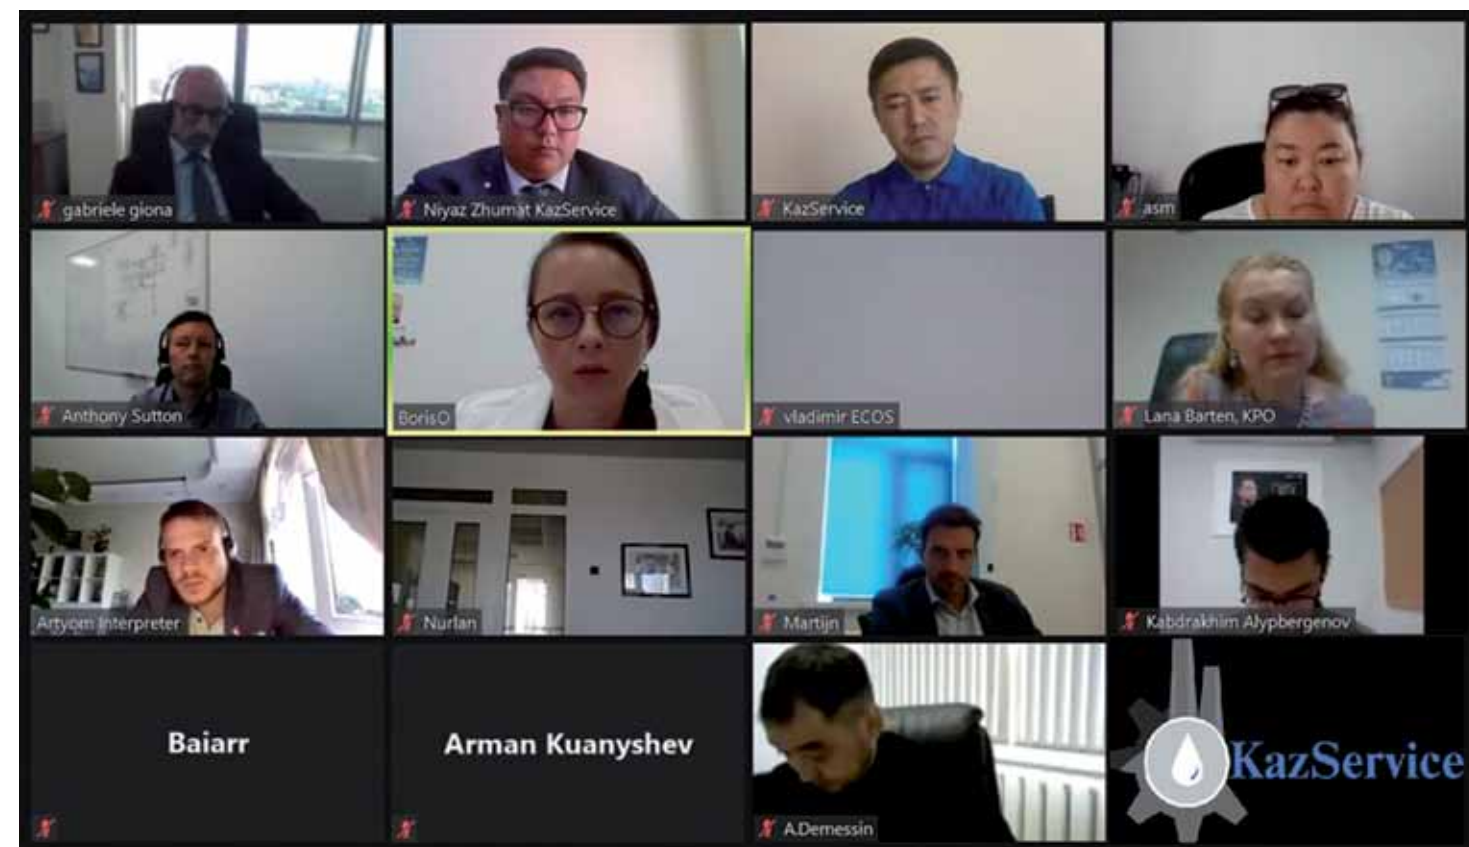 gabriele giona
Niyaz Zhumat KazService
KazService
asm
Anthony Sutton
BorisO
vladimir ECOS
Lana Barten, KPO
Artyom Interpreter
Nurlan
Martijn
Kabdrakhim Alypbergenov
Baiarr
Arman Kuanyshev
A.Demessin
KazService